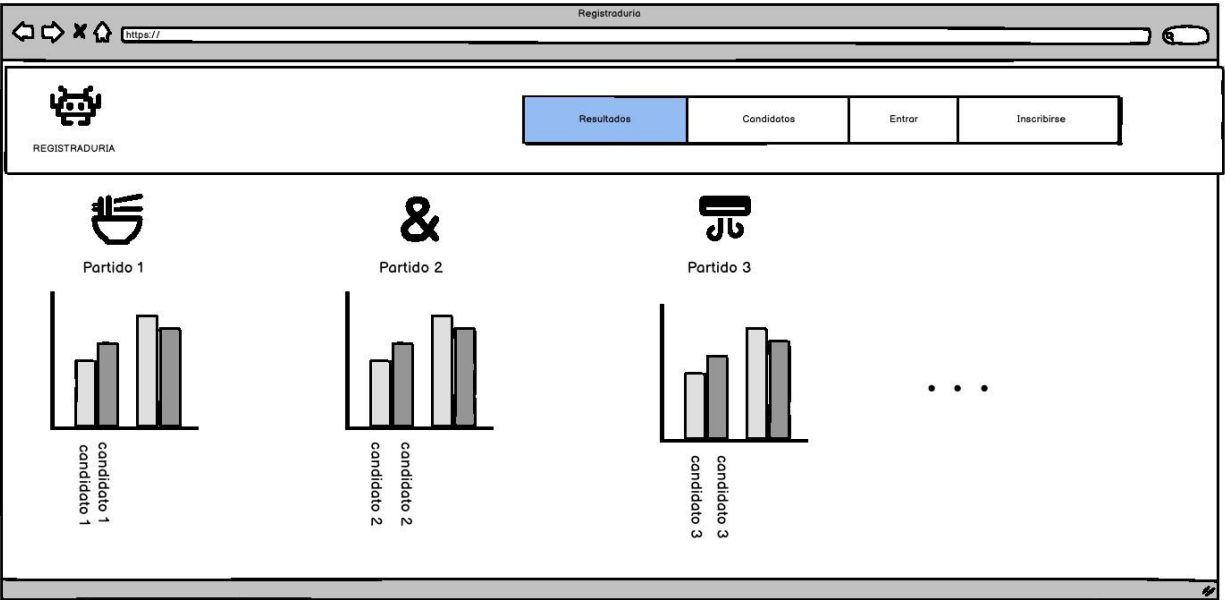 Registraduria
https://
REGISTRADURIA
Resultados
Candidatos
Entrar
Inscribirse
&
Partido 1
Partido 2
Partido 3
candidato 1
candidato 1
candidato 2
candidato 2
candidato 3
candidato 3
. . .